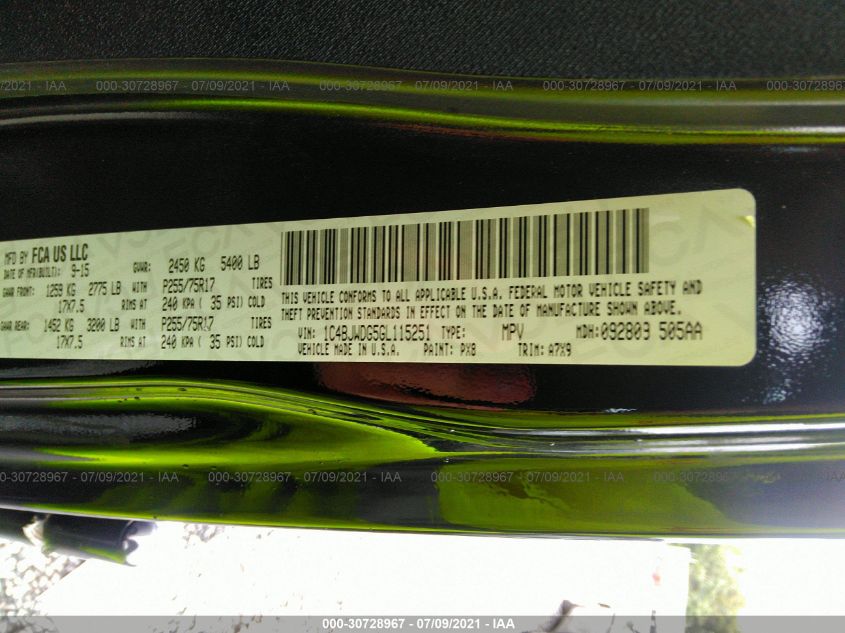 000-30728967 · 07/09/2021 · IAA
MFD BY FCA US LLC
DATE OF MFR(BUILT): 9-15 GVWR: 2450 KG 5400 LB
GAWR FRONT: 1259 KG 2775 LB WITH P255/75R17 TIRES
17X7.5 RIMS AT 240 KPA ( 35 PSI) COLD
GAWR REAR: 1452 KG 3200 LB WITH P255/75R17 TIRES
17X7.5 RIMS AT 240 KPA ( 35 PSI) COLD
THIS VEHICLE CONFORMS TO ALL APPLICABLE U.S.A. FEDERAL MOTOR VEHICLE SAFETY AND
THEFT PREVENTION STANDARDS IN EFFECT ON THE DATE OF MANUFACTURE SHOWN ABOVE.
VIN: 1C4BJWDG5GL115251 TYPE: MPV MDH: 092803 505AA
VEHICLE MADE IN U.S.A. PAINT: PX8 TRIM: A7X9
000-30728967 · 07/09/2021 · IAA
000-30728967 · 07/09/2021 · IAA